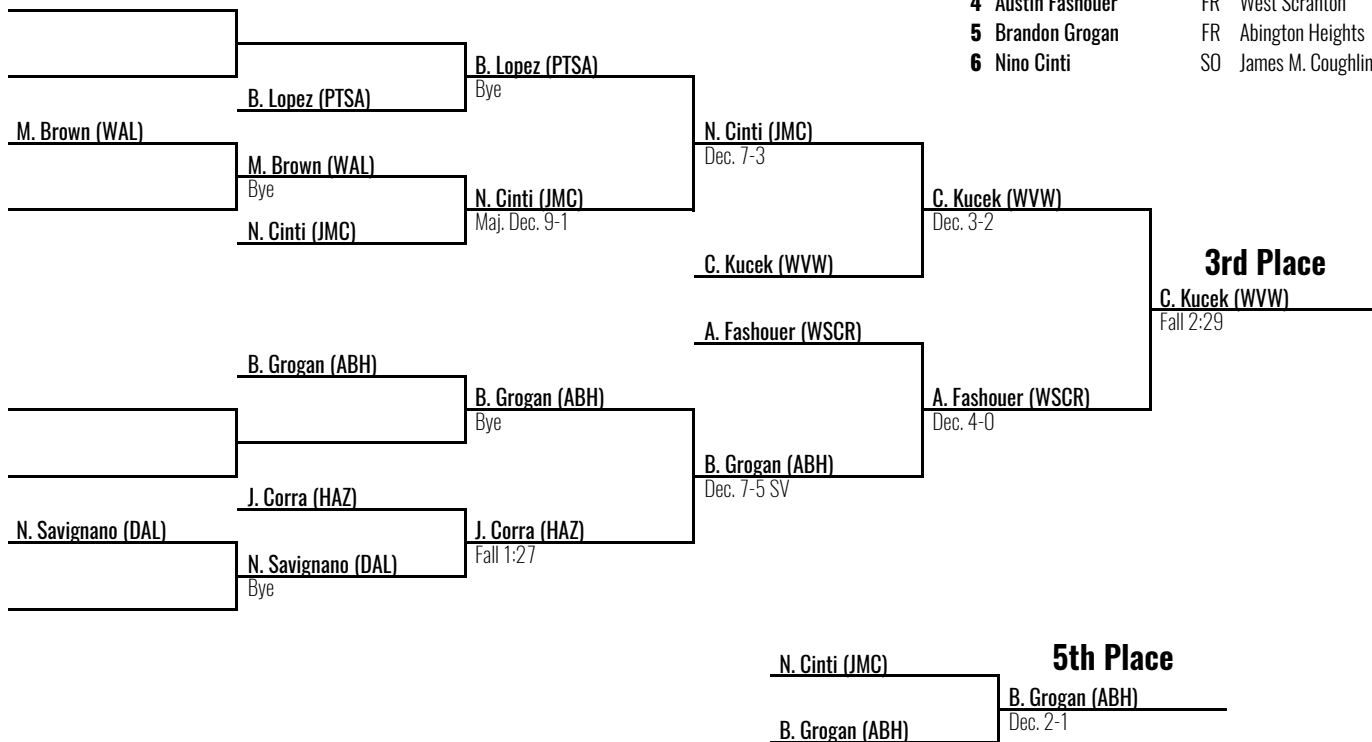 4 Austin Fashouer FR West Scranton
5 Brandon Grogan FR Abington Heights
6 Nino Cinti SO James M. Coughlin
B. Lopez (PTSA)
Bye
B. Lopez (PTSA)
M. Brown (WAL)
N. Cinti (JMC)
Dec. 7-3
M. Brown (WAL)
Bye
N. Cinti (JMC)
Maj. Dec. 9-1
C. Kucek (WVW)
Dec. 3-2
N. Cinti (JMC)
C. Kucek (WVW)
3rd Place
C. Kucek (WVW)
Fall 2:29
A. Fashouer (WSCR)
B. Grogan (ABH)
B. Grogan (ABH)
Bye
A. Fashouer (WSCR)
Dec. 4-0
B. Grogan (ABH)
Dec. 7-5 SV
J. Corra (HAZ)
N. Savignano (DAL)
J. Corra (HAZ)
Fall 1:27
N. Savignano (DAL)
Bye
5th Place
N. Cinti (JMC)
B. Grogan (ABH)
Dec. 2-1
B. Grogan (ABH)